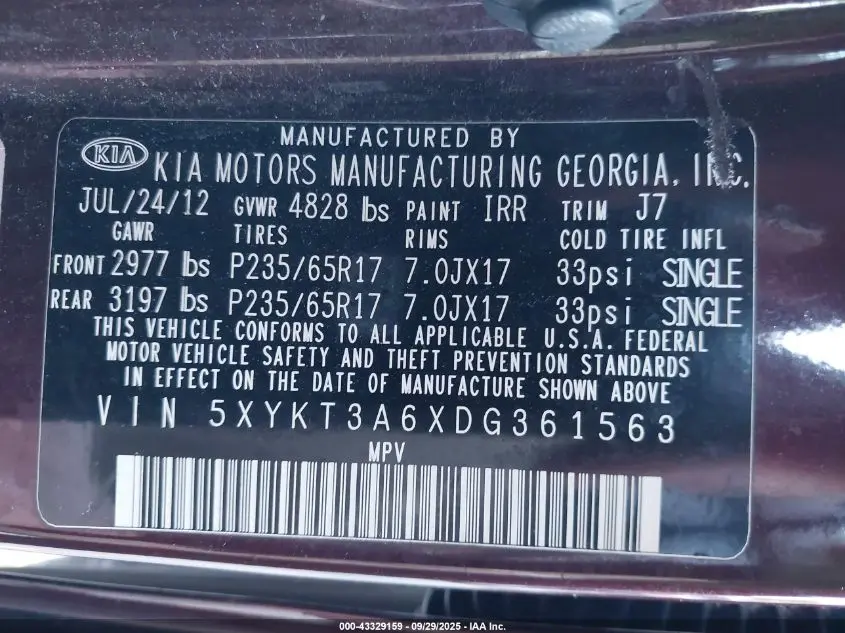 MANUFACTURED BY
KIA KIA MOTORS MANUFACTURING GEORGIA, INC.
JUL/24/12 GVWR 4828 lbs PAINT IRR TRIM J7
GAWR TIRES RIMS COLD TIRE INFL
FRONT 2977 lbs P235/65R17 7.0JX17 33psi SINGLE
REAR 3197 lbs P235/65R17 7.0JX17 33psi SINGLE
THIS VEHICLE CONFORMS TO ALL APPLICABLE U.S.A. FEDERAL
MOTOR VEHICLE SAFETY AND THEFT PREVENTION STANDARDS
IN EFFECT ON THE DATE OF MANUFACTURE SHOWN ABOVE
VIN 5XYKT3A6XDG361563
MPV
000-43329159 - 09/29/2025 - IAA Inc.